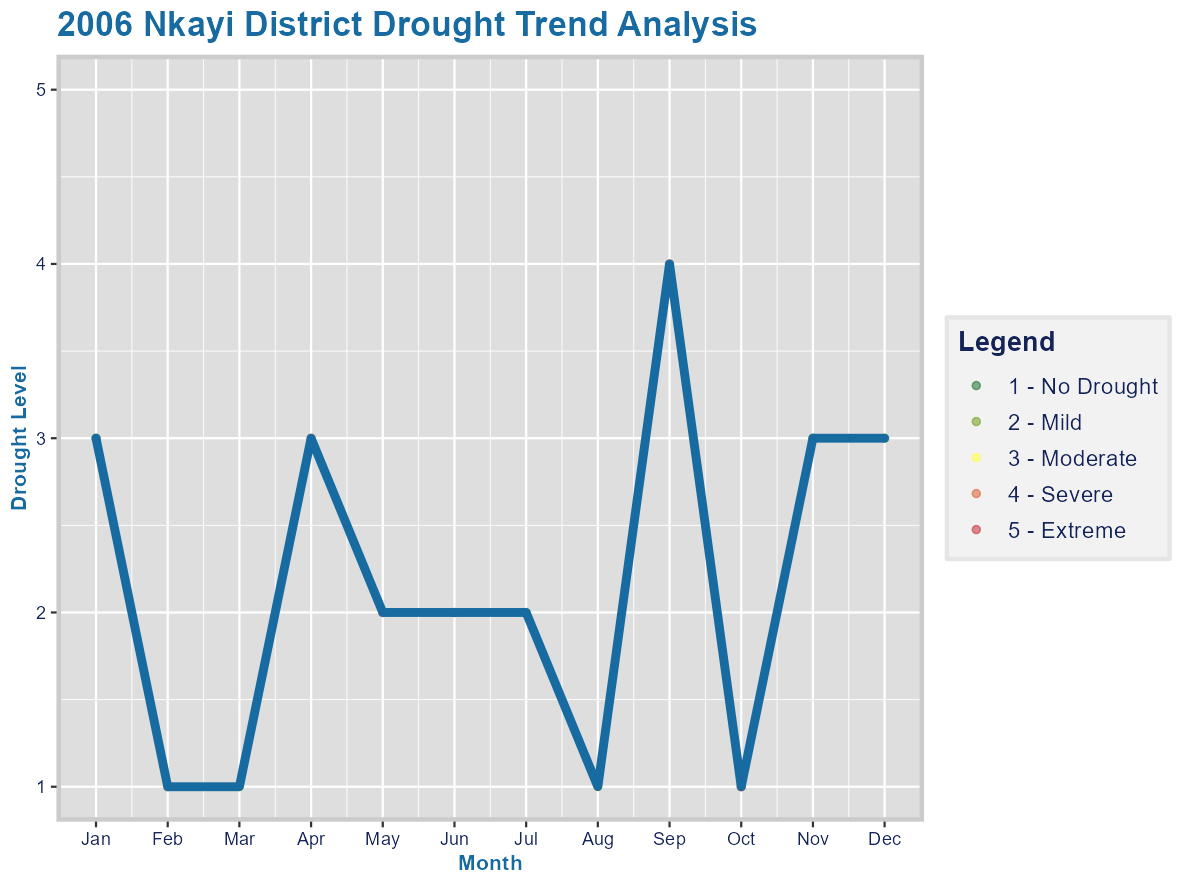 2006 Nkayi District Drought Trend Analysis
5
4
3
2
1
Drought Level
Jan Feb Mar Apr May Jun Jul Aug Sep Oct Nov Dec
Month
Legend
1 - No Drought
2 - Mild
3 - Moderate
4 - Severe
5 - Extreme